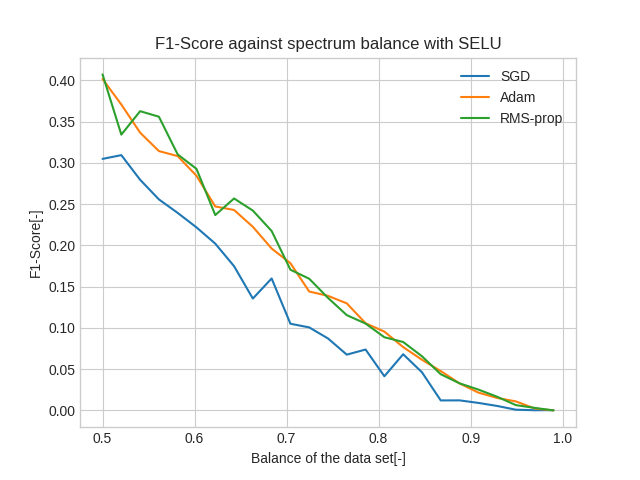 F1-Score against spectrum balance with SELU
SGD
Adam
RMS-prop
F1-Score[-]
0.40
0.35
0.30
0.25
0.20
0.15
0.10
0.05
0.00
0.5 0.6 0.7 0.8 0.9 1.0
Balance of the data set[-]